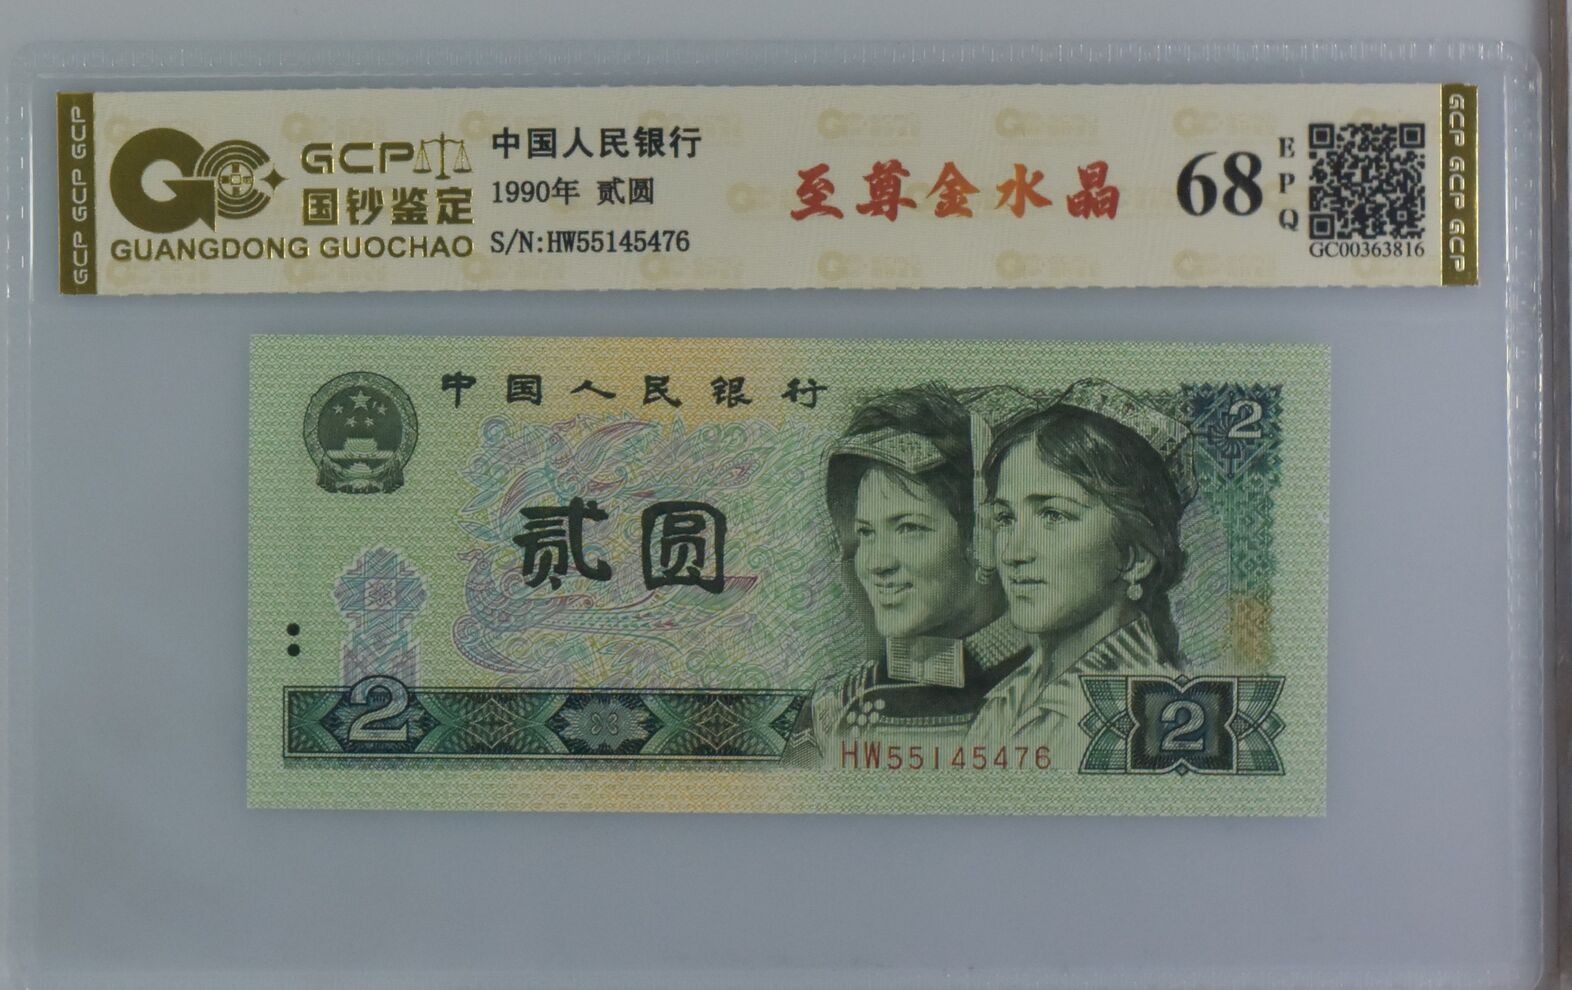 GCP GCP GCP
GCP
国钞鉴定
GUANGDONG GUOCHAO
中国人民银行
1990年 贰圆
S/N:HW55145476
至尊金水晶
68
EPQ
GC00363816
GCP GCP GCP
中国人民银行
2
贰圆
2
HW55145476
2